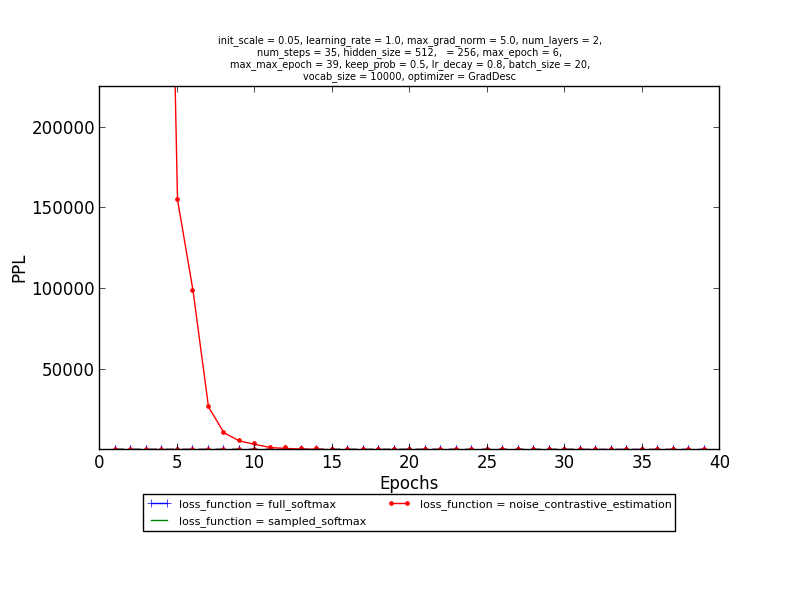 init_scale = 0.05, learning_rate = 1.0, max_grad_norm = 5.0, num_layers = 2,
num_steps = 35, hidden_size = 512,   = 256, max_epoch = 6,
max_max_epoch = 39, keep_prob = 0.5, lr_decay = 0.8, batch_size = 20,
vocab_size = 10000, optimizer = GradDesc
200000
150000
100000
50000
PPL
0 5 10 15 20 25 30 35 40
Epochs
loss_function = full_softmax loss_function = noise_contrastive_estimation
loss_function = sampled_softmax